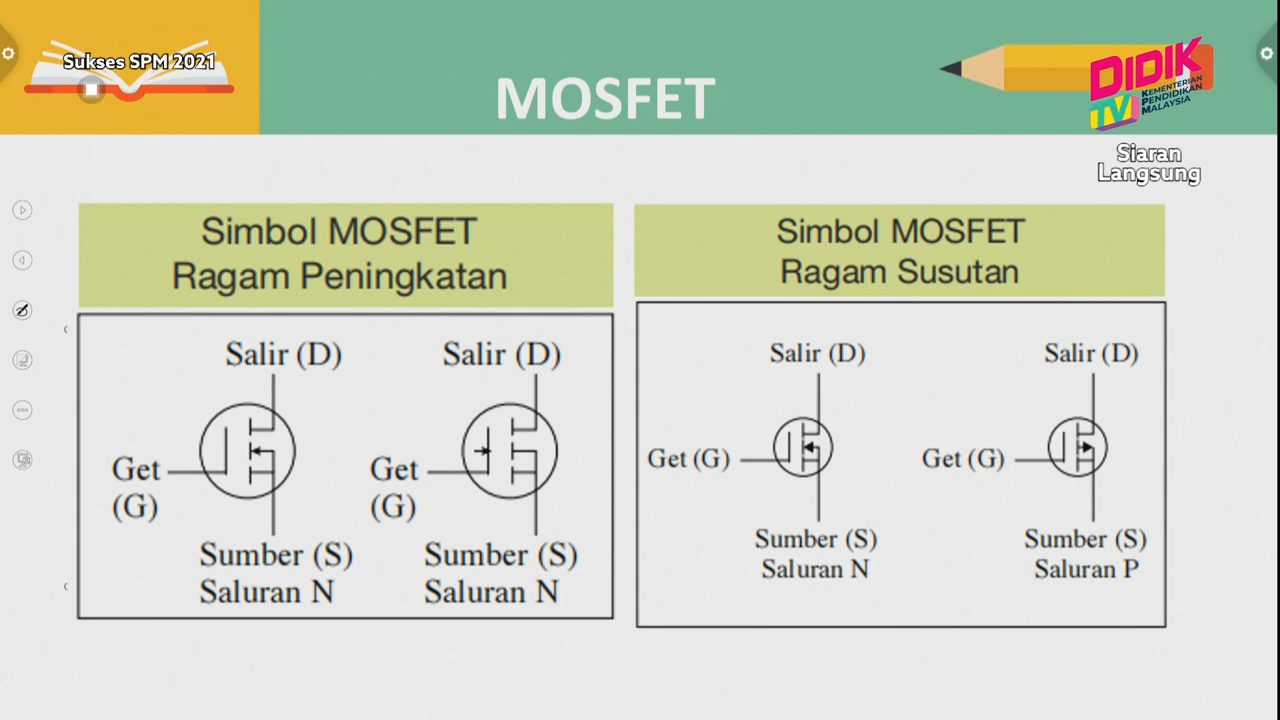 Sukses SPM 2021
MOSFET
DIDIK
TV
KEMENTERIAN
PENDIDIKAN
MALAYSIA
Siaran
Langsung
Simbol MOSFET
Ragam Peningkatan
Salir (D)
Salir (D)
Get
(G)
Get
(G)
Sumber (S)
Saluran N
Sumber (S)
Saluran N
Simbol MOSFET
Ragam Susutan
Salir (D)
Salir (D)
Get (G)
Get (G)
Sumber (S)
Saluran N
Sumber (S)
Saluran P